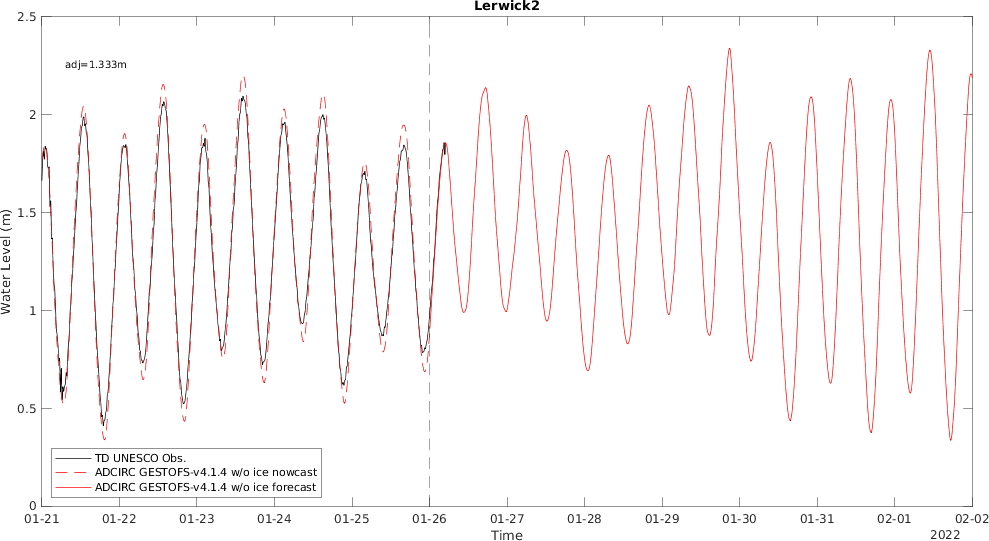 Lerwick2
adj=1.333m
Water Level (m)
2.5
2
1.5
1
0.5
0
TD UNESCO Obs.
ADCIRC GESTOFS-v4.1.4 w/o ice nowcast
ADCIRC GESTOFS-v4.1.4 w/o ice forecast
01-21 01-22 01-23 01-24 01-25 01-26 01-27 01-28 01-29 01-30 01-31 02-01 02-02
Time
2022